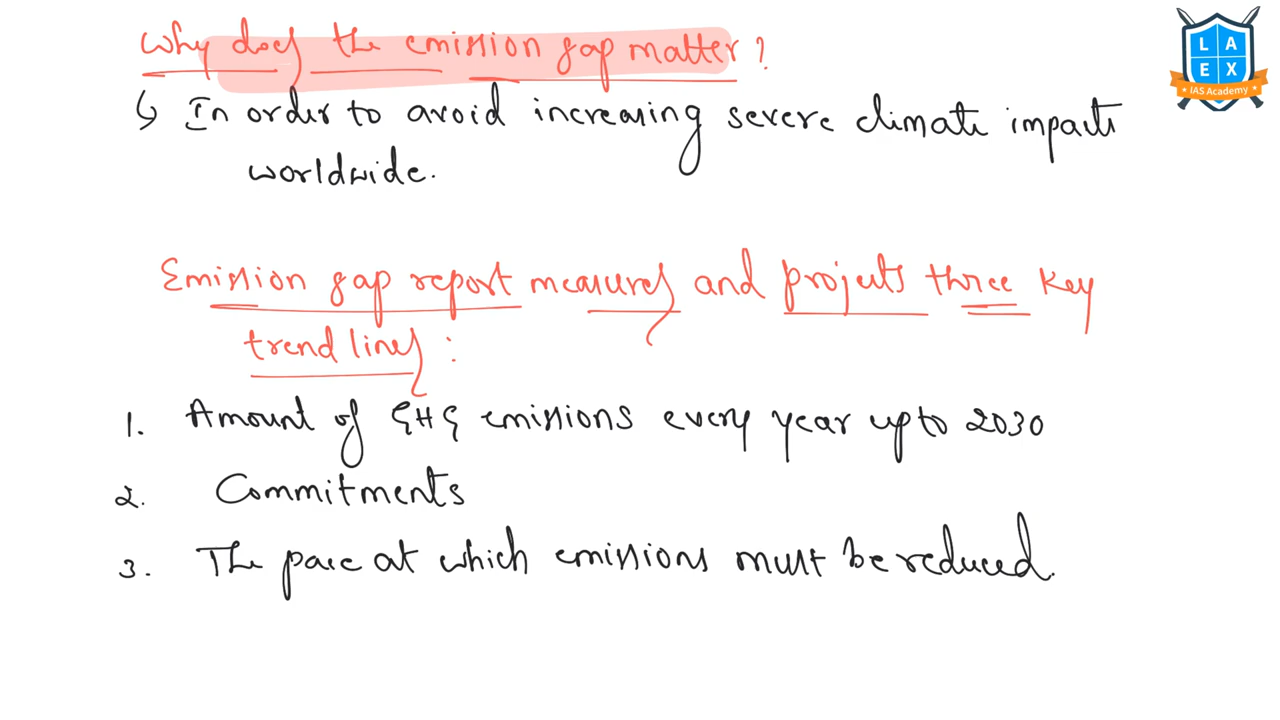 Why does the emission gap matter?
↳ In order to avoid increasing severe climate impacts
worldwide.
Emission gap report measures and projects three key
trend lines:
1. Amount of GHG emissions every year up to 2030
2. Commitments
3. The pace at which emissions must be reduced.
L A
E X
IAS Academy